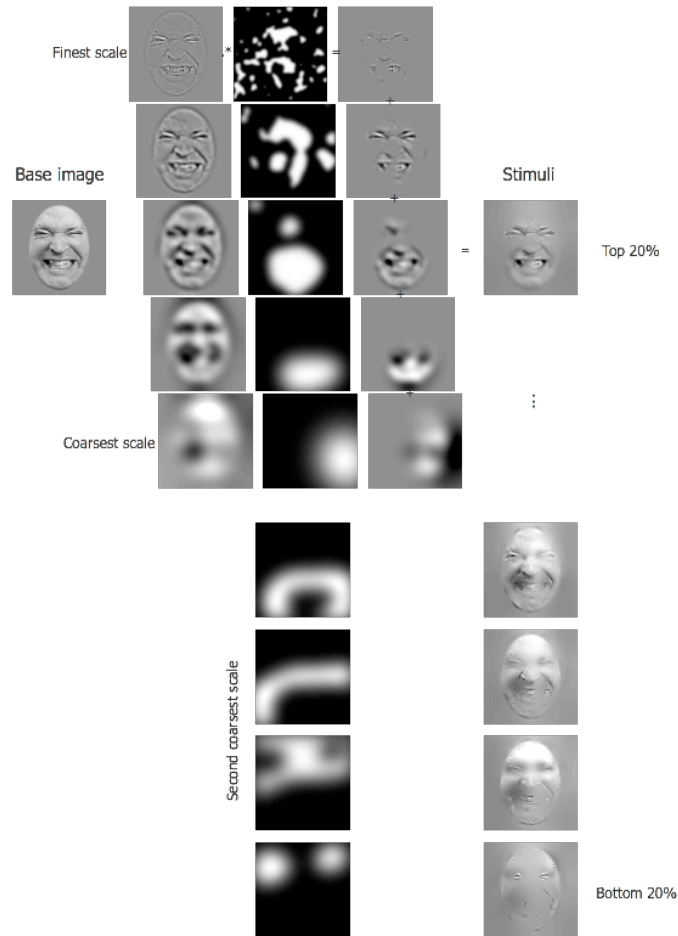 Finest scale
.*
=
+
+
Base image
Stimuli
=
Top 20%
+
+
⋮
Coarsest scale
Second coarsest scale
Bottom 20%